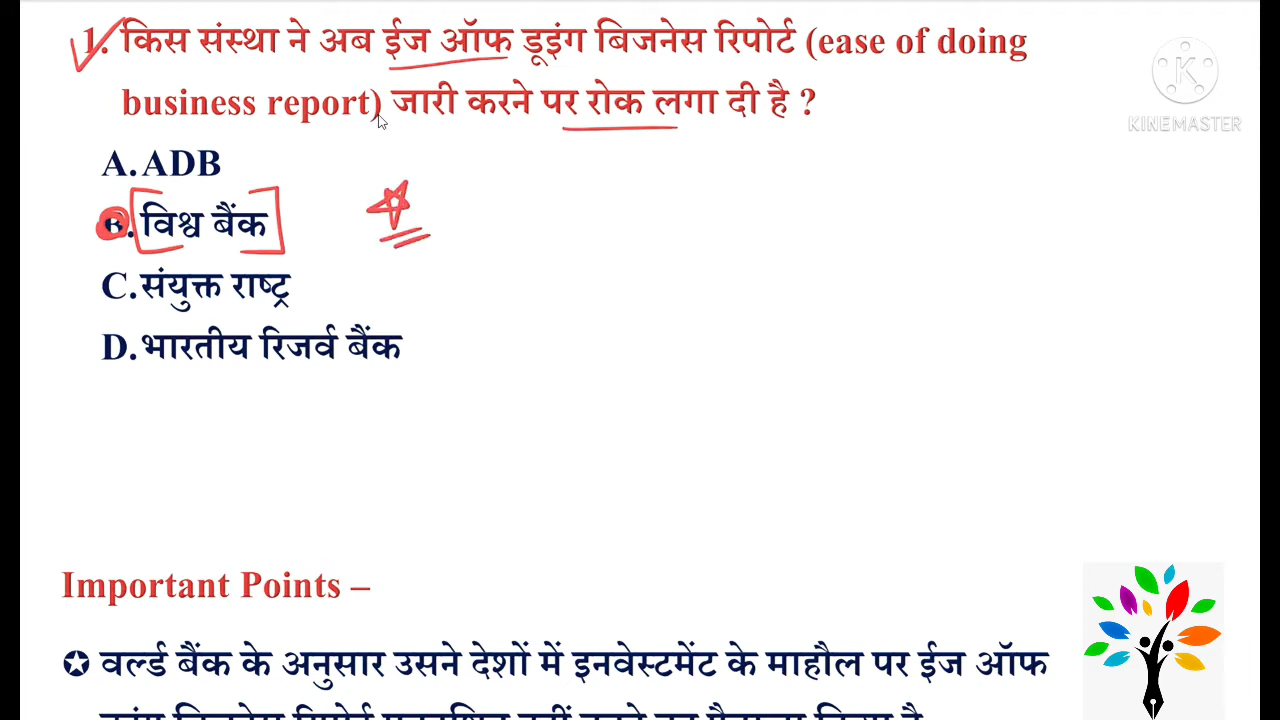 1. किस संस्था ने अब ईज ऑफ डूइंग बिजनेस रिपोर्ट (ease of doing
business report) जारी करने पर रोक लगा दी है ?
A. ADB
B. विश्व बैंक
C. संयुक्त राष्ट्र
D. भारतीय रिजर्व बैंक
K
KINEMASTER
Important Points –
✪ वर्ल्ड बैंक के अनुसार उसने देशों में इनवेस्टमेंट के माहौल पर ईज ऑफ